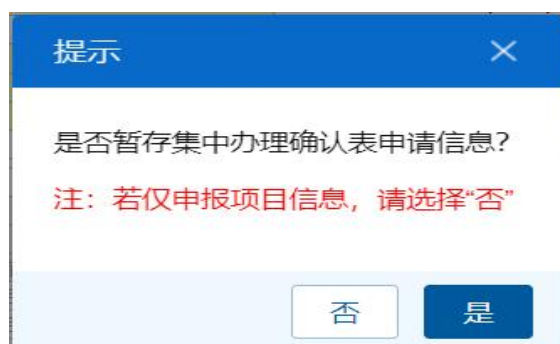 提示
是否暂存集中办理确认表申请信息?
注：若仅申报项目信息，请选择“否”
否
是